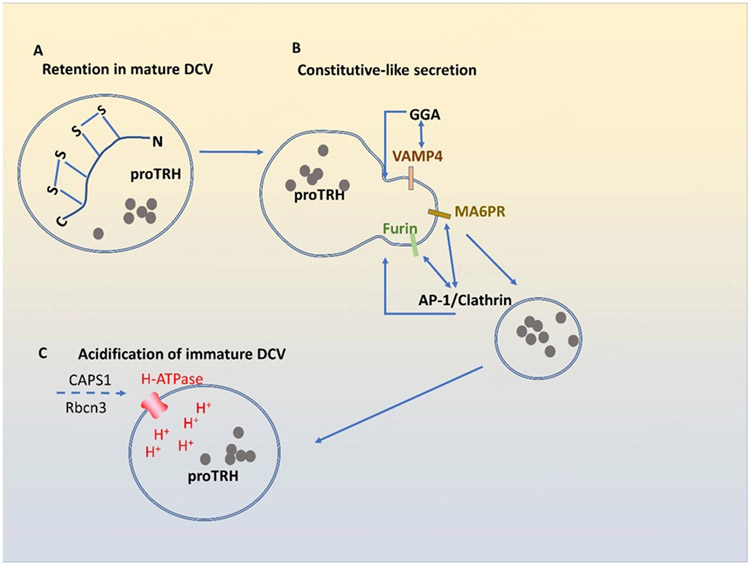 A
Retention in mature DCV
S
S
S
S
S
S
N
C
proTRH
B
Constitutive-like secretion
GGA
VAMP4
proTRH
MA6PR
Furin
AP-1/Clathrin
C
Acidification of immature DCV
CAPS1
H-ATPase
Rbcn3
H⁺
H⁺
H⁺
H⁺
H⁺
proTRH